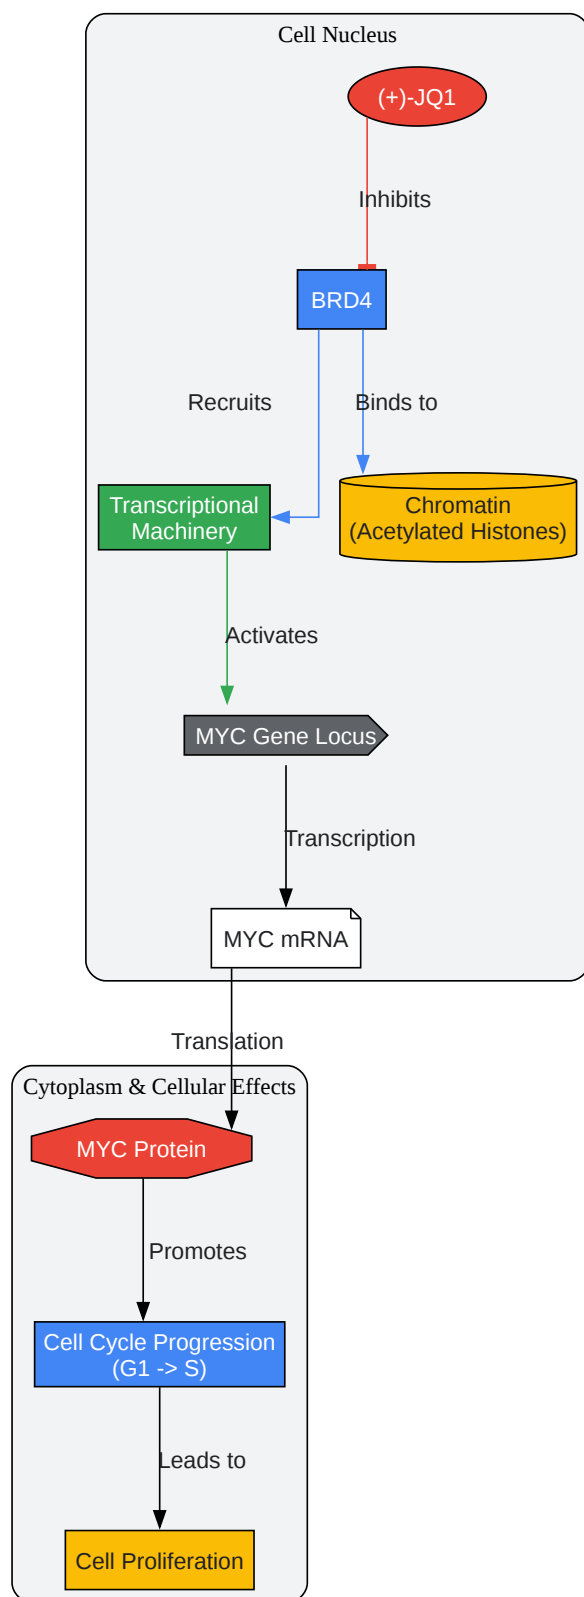 Cell Nucleus
(+)-JQ1
Inhibits
BRD4
Recruits
Binds to
Transcriptional
Machinery
Chromatin
(Acetylated Histones)
Activates
MYC Gene Locus
Transcription
MYC mRNA
Translation
Cytoplasm & Cellular Effects
MYC Protein
Promotes
Cell Cycle Progression
(G1 -> S)
Leads to
Cell Proliferation